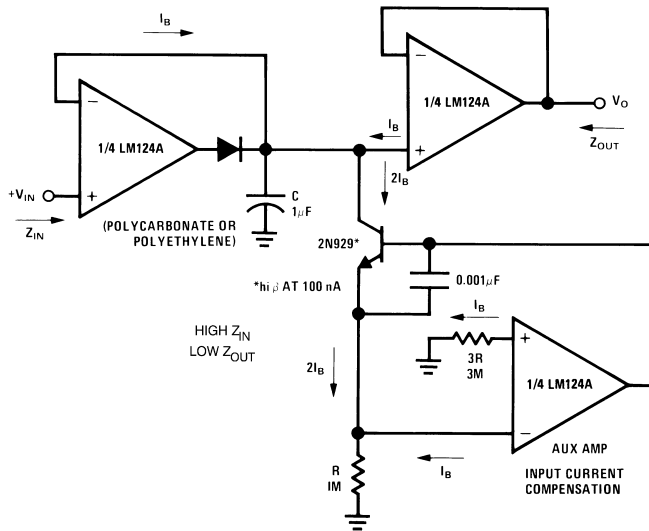 I_B
−
1/4 LM124A
+
+V_IN
Z_IN
C
1μF
(POLYCARBONATE OR
POLYETHYLENE)
−
1/4 LM124A
+
I_B
V_O
Z_OUT
2I_B
2N929*
*hi β AT 100 nA
0.001μF
HIGH Z_IN
LOW Z_OUT
2I_B
I_B
3R
3M
+
1/4 LM124A
−
AUX AMP
INPUT CURRENT
COMPENSATION
I_B
R
1M